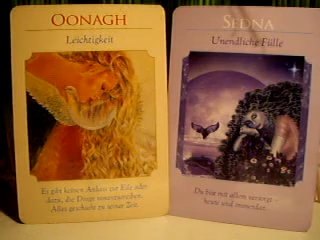 OONAGH
Leichtigkeit
Es gibt keinen Anlass zur Eile oder
dazu, die Dinge voranzutreiben.
Alles geschieht zu seiner Zeit.
SEDNA
Unendliche Fülle
Du bist mit allem versorgt –
heute und immerdar.